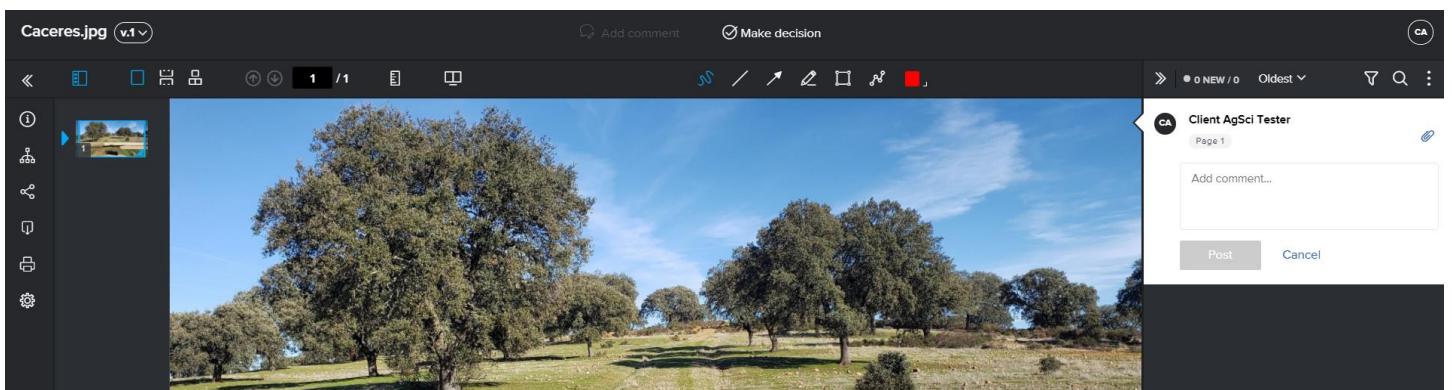 Caceres.jpg v.1
Add comment
Make decision
CA
1 / 1
0 NEW / 0
Oldest
1
CA
Client AgSci Tester
Page 1
Add comment...
Post
Cancel